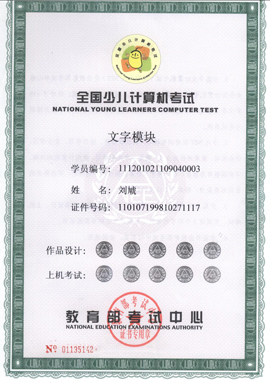 全国少儿计算机考试
NATIONAL YOUNG LEARNERS COMPUTER TEST
文字模块
学员编号: 111201021109040003
姓 名: 刘虓
证件号码: 110107199810271117
作品设计:
上机考试:
教育部考试中心
NATIONAL EDUCATION EXAMINATIONS AUTHORITY
№ 01135142